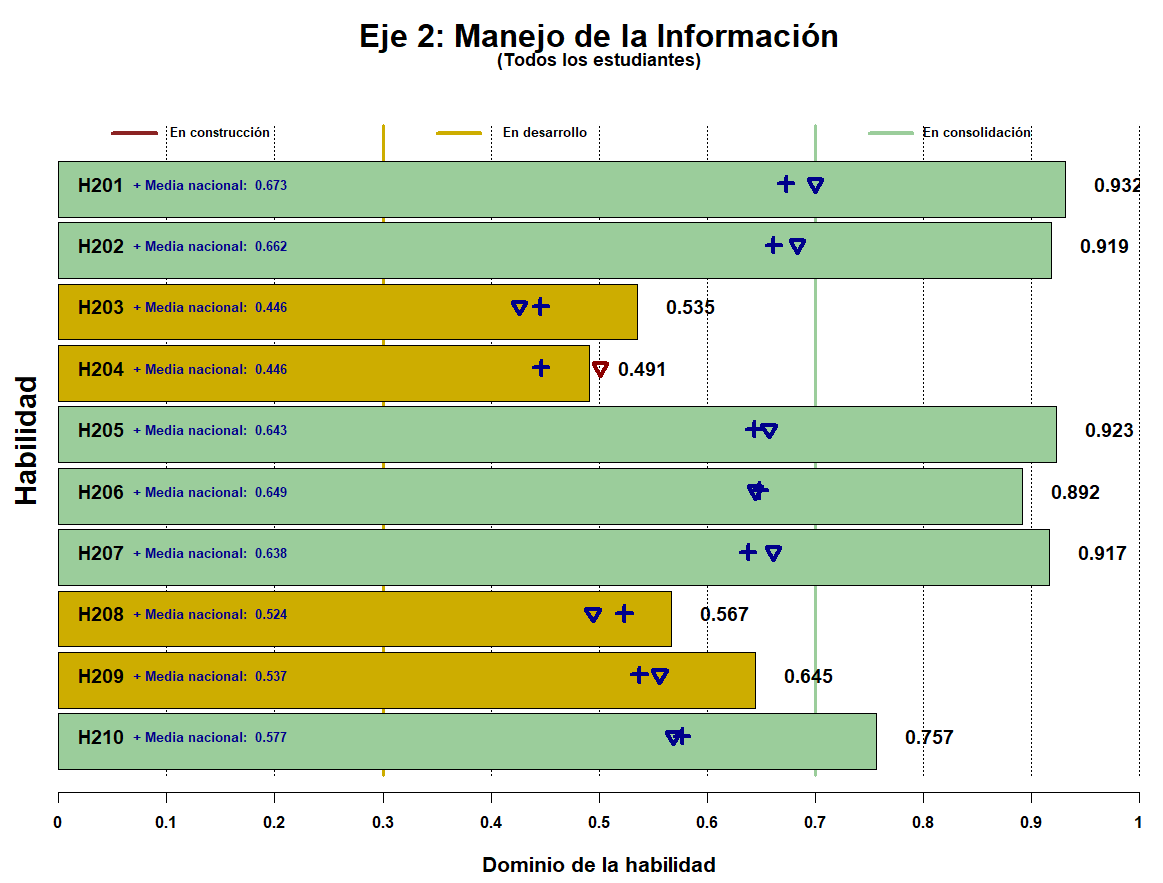 Eje 2: Manejo de la Información
(Todos los estudiantes)
En construcción En desarrollo En consolidación
H201 + Media nacional: 0.673 0.932
H202 + Media nacional: 0.662 0.919
H203 + Media nacional: 0.446 0.535
H204 + Media nacional: 0.446 0.491
H205 + Media nacional: 0.643 0.923
H206 + Media nacional: 0.649 0.892
H207 + Media nacional: 0.638 0.917
H208 + Media nacional: 0.524 0.567
H209 + Media nacional: 0.537 0.645
H210 + Media nacional: 0.577 0.757
Habilidad
0 0.1 0.2 0.3 0.4 0.5 0.6 0.7 0.8 0.9 1
Dominio de la habilidad